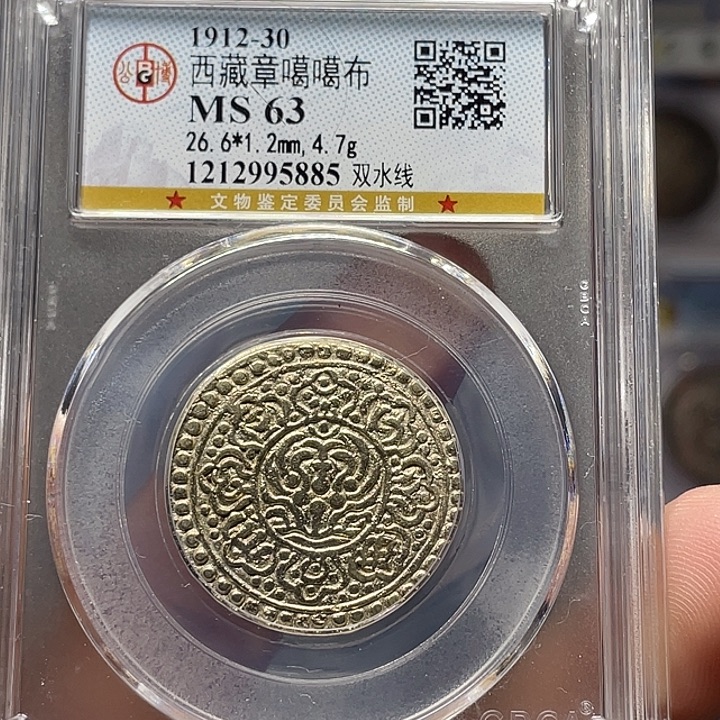 1912-30
西藏章噶噶布
MS 63
26.6*1.2mm, 4.7g
1212995885 双水线
★ 文物鉴定委员会监制 ★